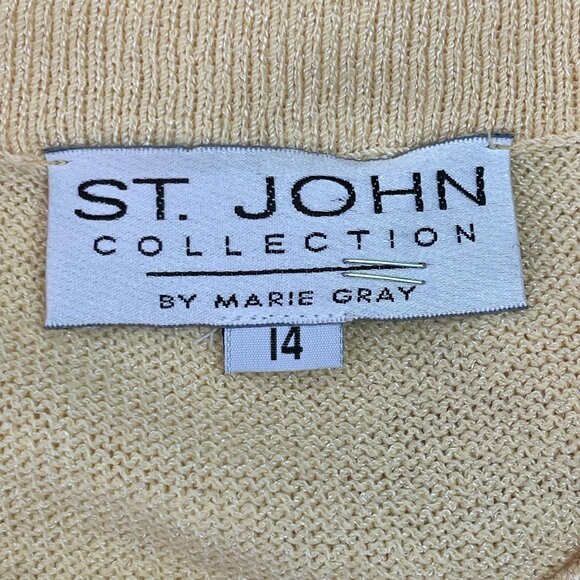 ST. JOHN
COLLECTION
BY MARIE GRAY
14